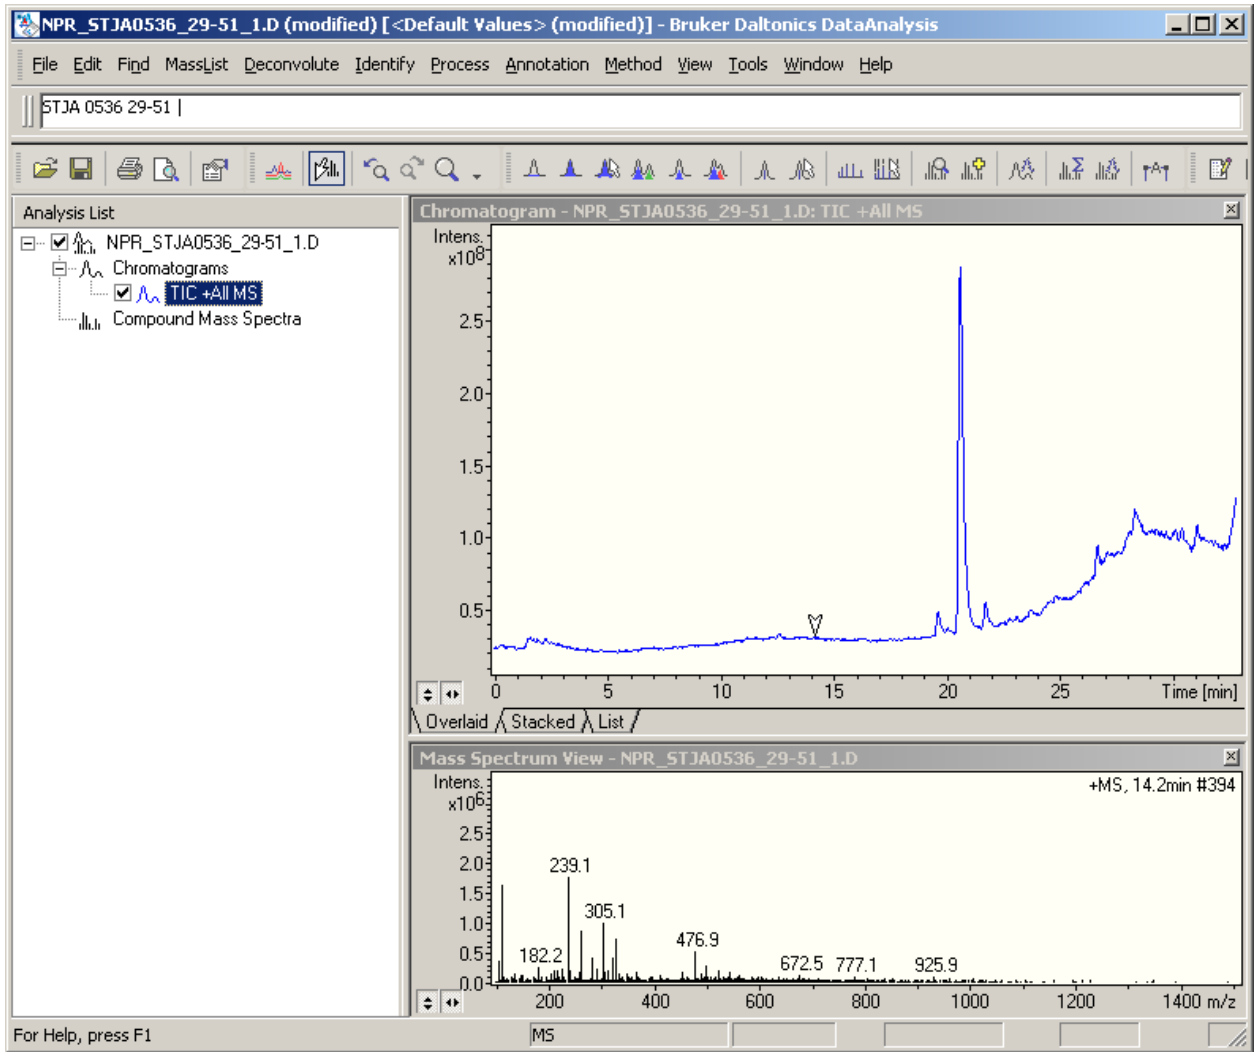 NPR_STJA0536_29-51_1.D (modified) [<Default Values> (modified)] - Bruker Daltonics DataAnalysis
File Edit Find MassList Deconvolute Identify Process Annotation Method View Tools Window Help
STJA 0536 29-51
Analysis List
NPR_STJA0536_29-51_1.D
Chromatograms
TIC +All MS
Compound Mass Spectra
Chromatogram - NPR_STJA0536_29-51_1.D: TIC +All MS
Intens.
x108
2.5
2.0
1.5
1.0
0.5
0 5 10 15 20 25 Time [min]
Overlaid Stacked List
Mass Spectrum View - NPR_STJA0536_29-51_1.D
Intens.
x106
+MS, 14.2min #394
2.5
2.0
1.5
1.0
0.5
0.0
239.1
305.1
182.2
476.9
672.5
777.1
925.9
200 400 600 800 1000 1200 1400 m/z
For Help, press F1
MS